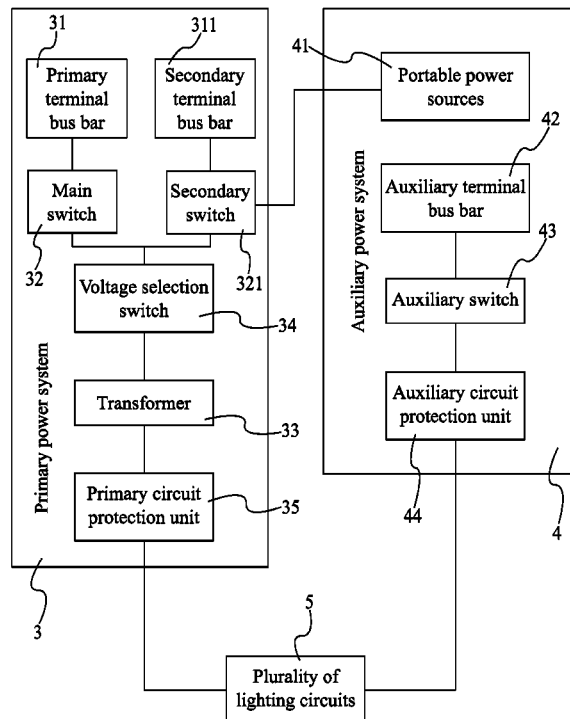 31
311
Primary
terminal
bus bar
Secondary
terminal
bus bar
Main
switch
32
Secondary
switch
321
Voltage selection
switch
34
Transformer
33
Primary circuit
protection unit
35
Primary power system
3
41
Portable power
sources
42
Auxiliary terminal
bus bar
43
Auxiliary switch
Auxiliary circuit
protection unit
44
Auxiliary power system
4
5
Plurality of
lighting circuits